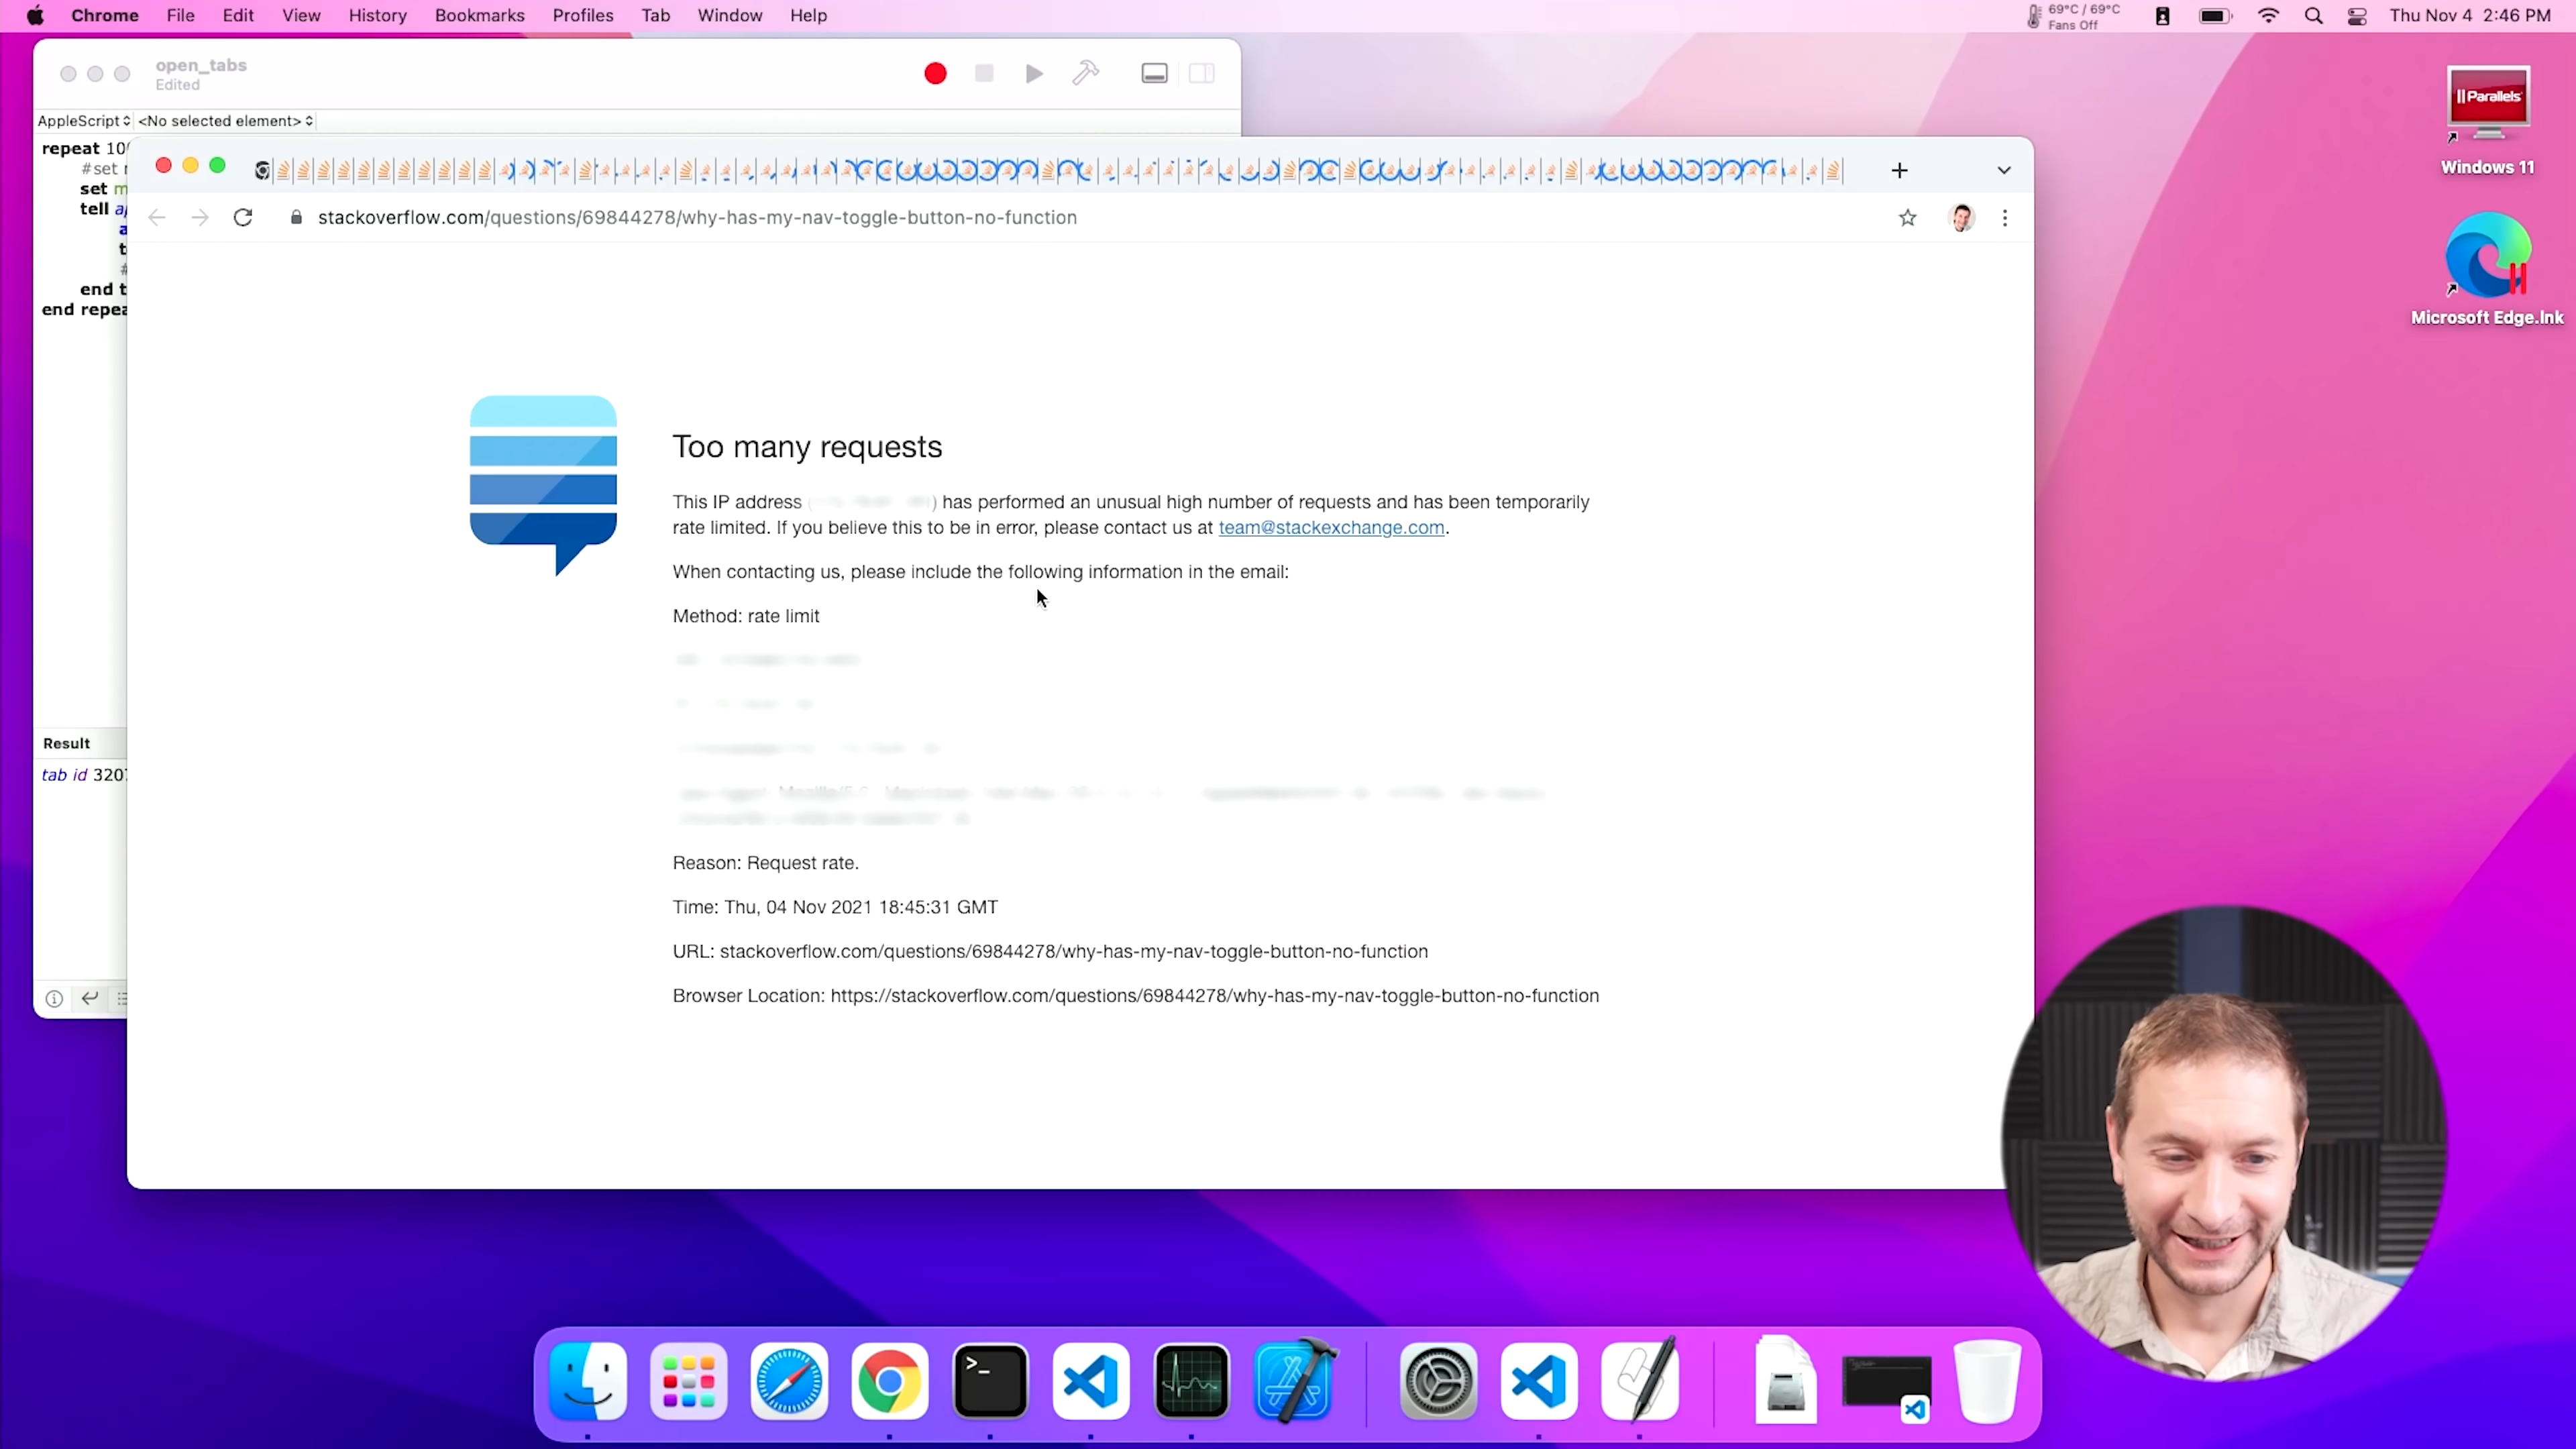 Chrome File Edit View History Bookmarks Profiles Tab Window Help
69°C / 69°C
Fans Off
Thu Nov 4 2:46 PM
open_tabs
Edited
AppleScript <No selected element>
repeat
#set
set
tell
end
end
Result
tab id
stackoverflow.com/questions/69844278/why-has-my-nav-toggle-button-no-function
Too many requests
This IP address ( ) has performed an unusual high number of requests and has been temporarily
rate limited. If you believe this to be in error, please contact us at team@stackexchange.com.
When contacting us, please include the following information in the email:
Method: rate limit
Reason: Request rate.
Time: Thu, 04 Nov 2021 18:45:31 GMT
URL: stackoverflow.com/questions/69844278/why-has-my-nav-toggle-button-no-function
Browser Location: https://stackoverflow.com/questions/69844278/why-has-my-nav-toggle-button-no-function
Parallels
Windows 11
Microsoft Edge.lnk